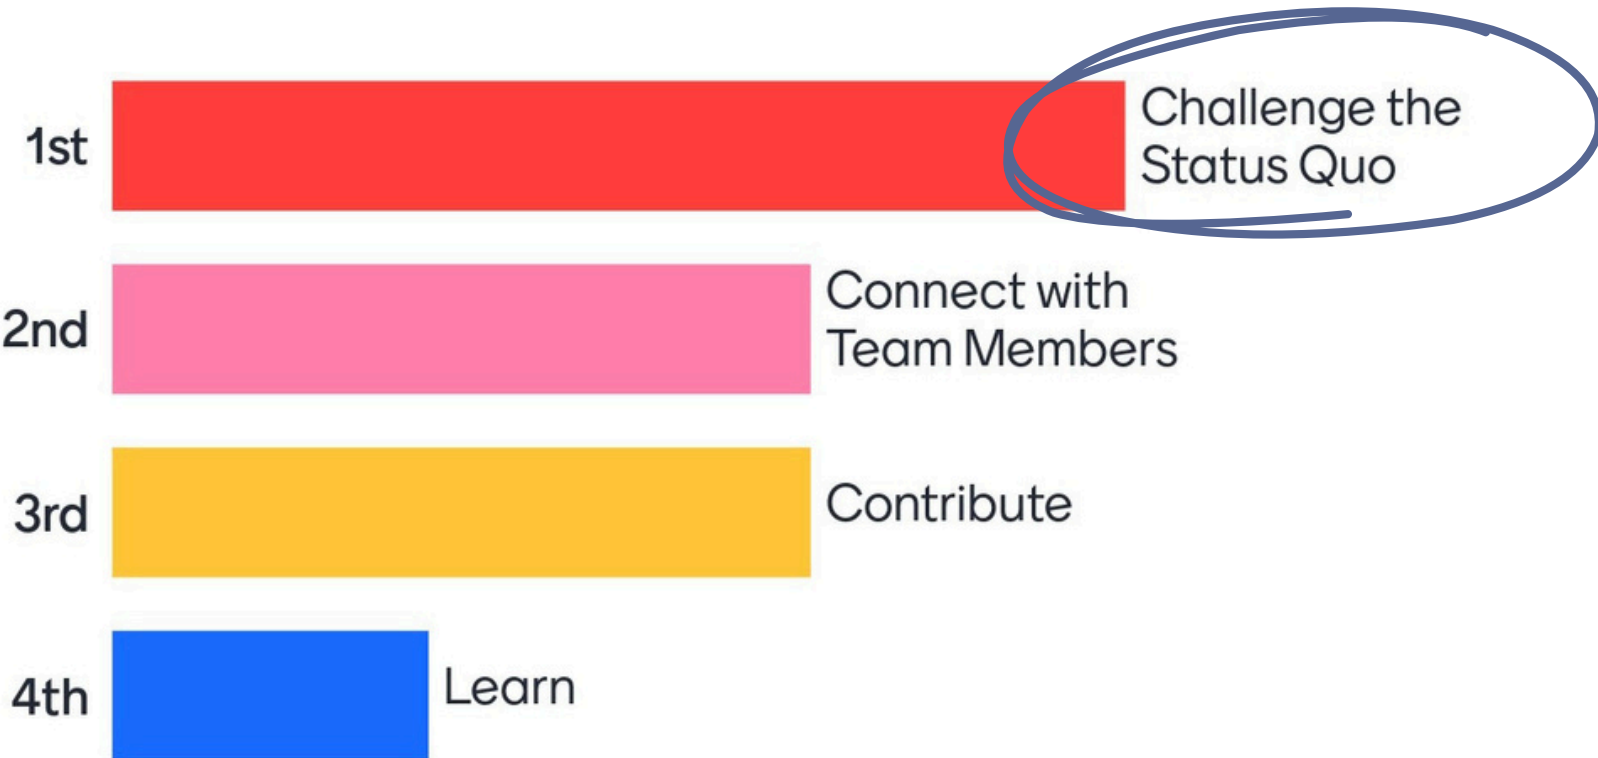 1st
Challenge the
Status Quo
2nd
Connect with
Team Members
3rd
Contribute
4th
Learn